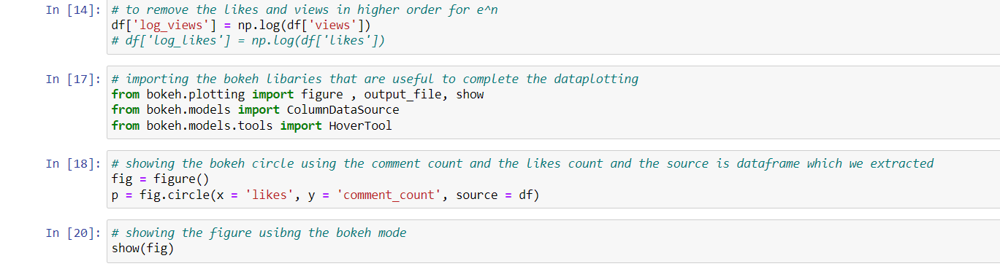 In [14]: # to remove the likes and views in higher order for e^n
df['log_views'] = np.log(df['views'])
# df['log_likes'] = np.log(df['likes'])
In [17]: # importing the bokeh libaries that are useful to complete the dataplotting
from bokeh.plotting import figure , output_file, show
from bokeh.models import ColumnDataSource
from bokeh.models.tools import HoverTool
In [18]: # showing the bokeh circle using the comment count and the likes count and the source is dataframe which we extracted
fig = figure()
p = fig.circle(x = 'likes', y = 'comment_count', source = df)
In [20]: # showing the figure usibng the bokeh mode
show(fig)